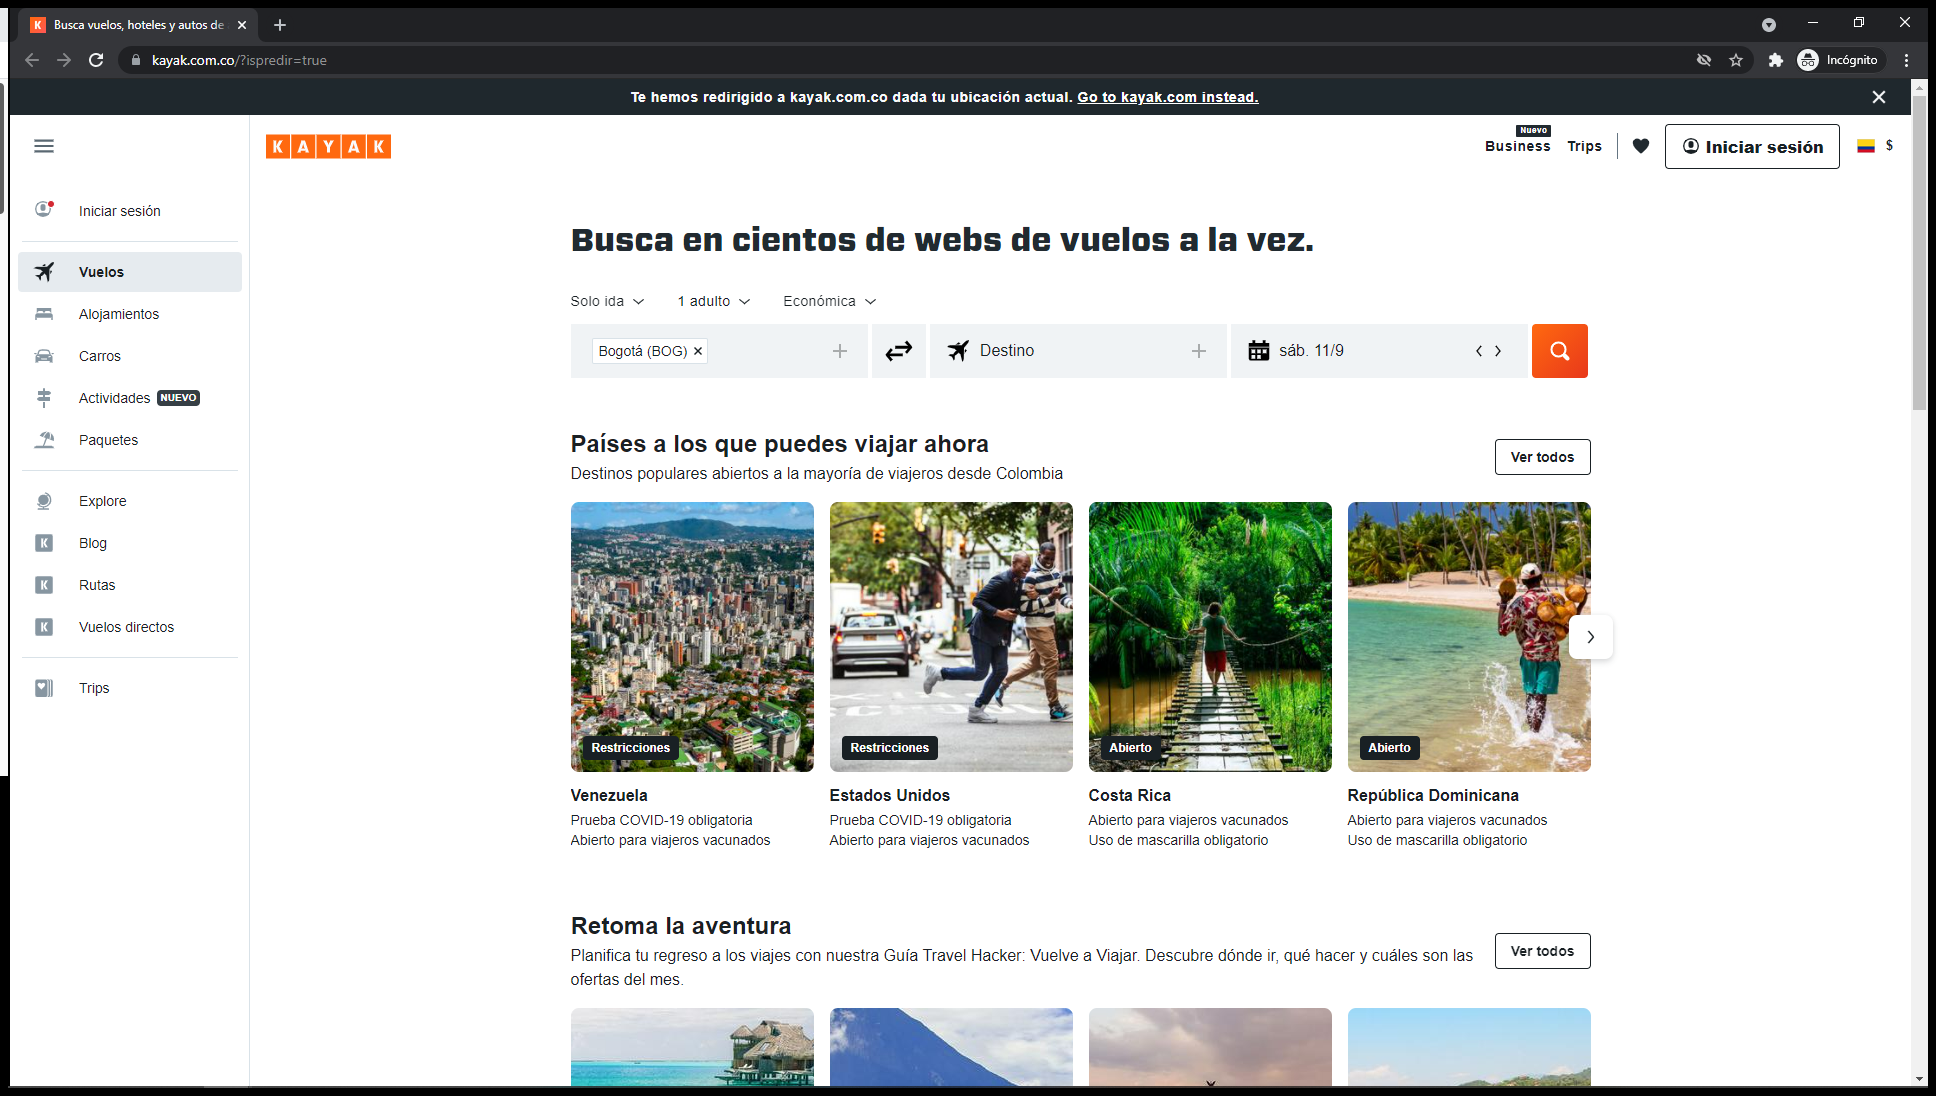 Busca vuelos, hoteles y autos de
kayak.com.co/?ispredir=true
Incógnito
Te hemos redirigido a kayak.com.co dada tu ubicación actual. Go to kayak.com instead.
KAYAK
Nuevo
Business
Trips
Iniciar sesión
$
Iniciar sesión
Vuelos
Alojamientos
Carros
Actividades NUEVO
Paquetes
Explore
K Blog
K Rutas
K Vuelos directos
Trips
Busca en cientos de webs de vuelos a la vez.
Solo ida
1 adulto
Económica
Bogotá (BOG)
Destino
sáb. 11/9
Países a los que puedes viajar ahora
Destinos populares abiertos a la mayoría de viajeros desde Colombia
Ver todos
Restricciones
Venezuela
Prueba COVID-19 obligatoria
Abierto para viajeros vacunados
Restricciones
Estados Unidos
Prueba COVID-19 obligatoria
Abierto para viajeros vacunados
Abierto
Costa Rica
Abierto para viajeros vacunados
Uso de mascarilla obligatorio
Abierto
República Dominicana
Abierto para viajeros vacunados
Uso de mascarilla obligatorio
Retoma la aventura
Planifica tu regreso a los viajes con nuestra Guía Travel Hacker: Vuelve a Viajar. Descubre dónde ir, qué hacer y cuáles son las
ofertas del mes.
Ver todos